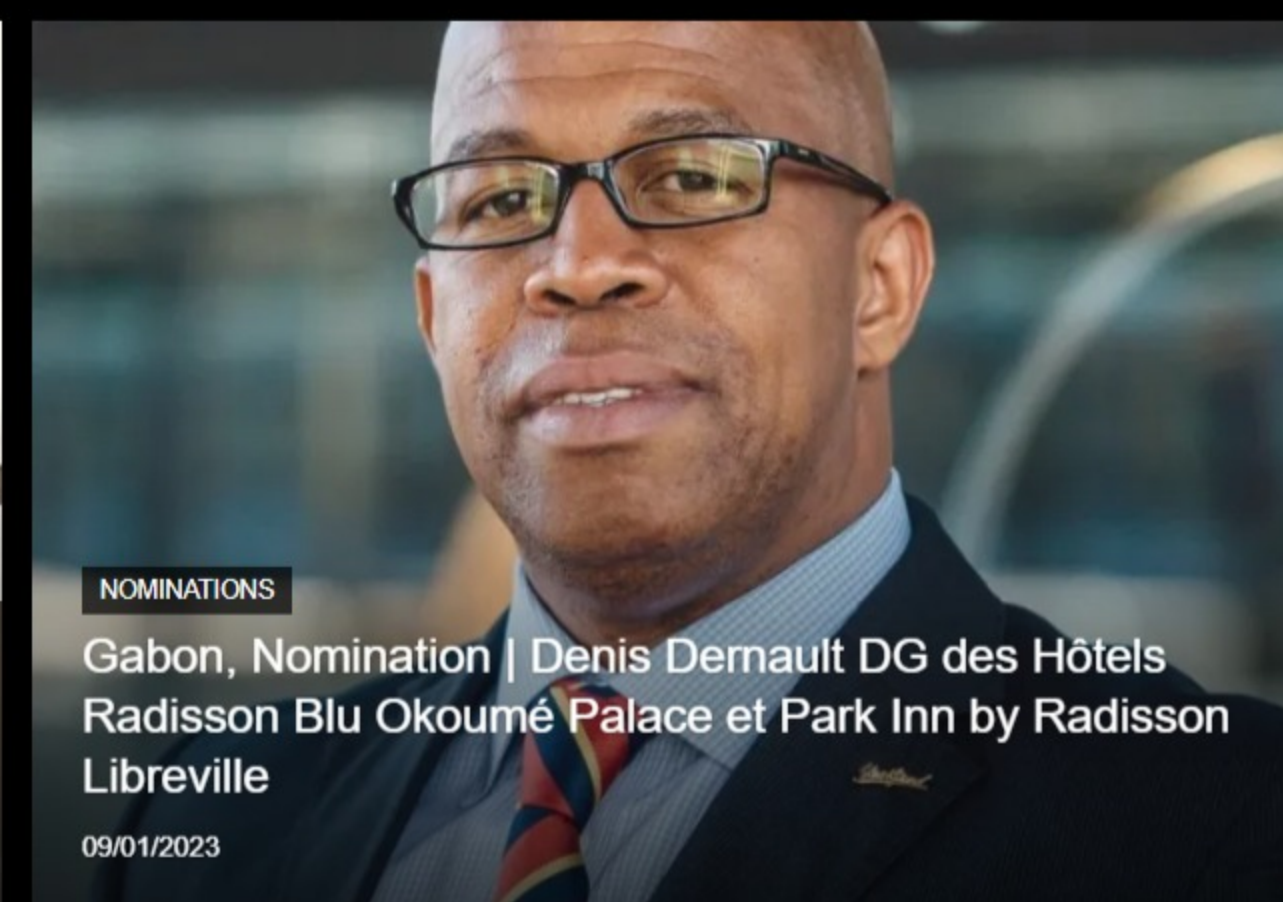 NOMINATIONS
Gabon, Nomination | Denis Dernault DG des Hôtels
Radisson Blu Okoumé Palace et Park Inn by Radisson
Libreville
09/01/2023